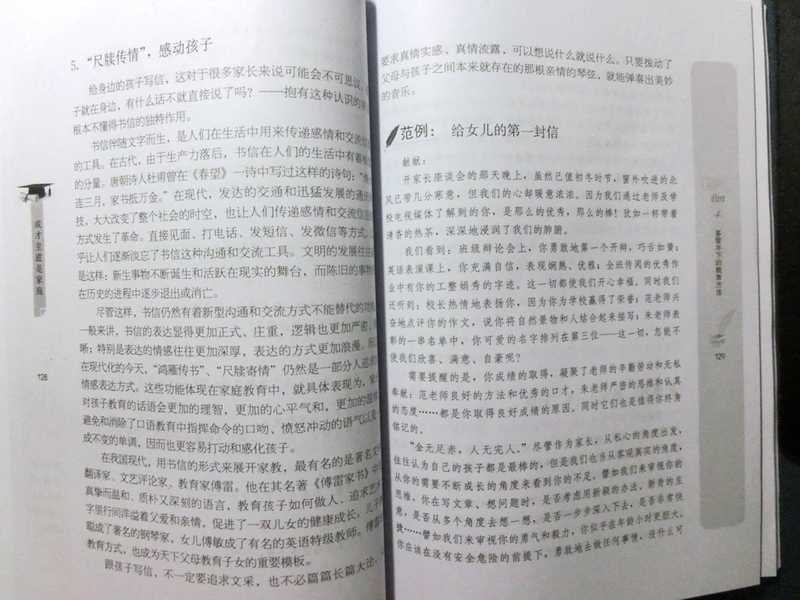 5. “尺牍传情”，感动孩子
给身边的孩子写信，这对于很多家长来说可能会不可思议，
子就在身边，有什么话不就直接说了吗？——抱有这种认识的
根本不懂得书信的独特作用。
书信伴随文字而生，是人们在生活中用来传递感情和交流信
的工具。在古代，由于生产力落后，书信在人们的生活中有着
的分量。唐朝诗人杜甫曾在《春望》一诗中写过这样的诗句：“烽
连三月，家书抵万金。”在现代，发达的交通和迅猛发展的通
技，大大改变了整个社会的时空，也让人们传递感情和交流信息
方式发生了革命。直接见面、打电话、发短信、发微信等方式，
乎让人们逐渐淡忘了书信这种沟通和交流工具。文明的发展往往
是这样：新生事物不断诞生和活跃在现实的舞台，而陈旧的事物
在历史的进程中逐步退出或消亡。
尽管这样，书信仍然有着新型沟通和交流方式不能替代的功
一般来讲，书信的表达显得更加正式、庄重，逻辑也更加严密
晰；特别是表达的情感往往更加深厚，表达的方式更加浪漫。所
在现代化的今天，“鸿雁传书”、“尺牍寄情”仍然是一部分人追求
情感表达方式。这些功能体现在家庭教育中，就具体表现为，家
对孩子教育的话语会更加的理智，更加的心平气和，更加的温
避免和消除了口语教育中指挥命令的口吻、愤怒冲动的语气以及
成不变的单调，因而也更容易打动和感化孩子。
在我国现代，用书信的形式来展开家教，最有名的是著名文
翻译家、文艺评论家，教育家傅雷。他在其名著《傅雷家书》中
真挚而温和、质朴又深刻的语言，教育孩子如何做人、追求艺
字里行间洋溢着父爱和亲情，促进了一双儿女的健康成长。儿子
聪成了著名的钢琴家，女儿傅敏成了有名的英语特级教师。傅雷
教育方式，也成为天下父母教育子女的重要模板。
跟孩子写信，不一定要追求文采，也不必篇篇长篇大论，
成才主道是家庭
128
要求真情实感、真情流露，可以想说什么就说什么。只要拨动了
父母与孩子之间本来就存在的那根亲情的琴弦，就能弹奏出美妙
的音乐。
范例： 给女儿的第一封信
献献：
开家长座谈会的那天晚上，虽然已值初冬时节，窗外吹进的北
风已带几分寒意，但我们的心却暖意浓浓。因为我们通过老师及学
校电视媒体了解到的你，是那么的优秀，那么的棒！犹如一杯带着
清香的热茶，深深地浸润了我们的肺腑。
我们看到：班级辩论会上，你勇敢地第一个开辩，巧舌如簧；
英语表演课上，你充满自信，表现娴熟、优雅；全班传阅的优秀作
业中有你的工整娟秀的字迹。这一切都使我们开心幸福。同时我们
还听到：校长热情地表扬你，因为你为学校赢得了荣誉；范老师兴
奋地点评你的作文，说你将自然景物和人结合起来描写；朱老师表
彰的一串名单中，你可爱的名字排列在第三位——这一切，怎能不
使我们欣喜、满意、自豪呢？
需要提醒的是，你成绩的取得，凝聚了老师的辛勤劳动和无私
奉献：范老师良好的方法和优秀的口才，朱老师严密的思维和认真
的态度……都是你取得良好成绩的原因。同时它们也是值得你终身
铭记的。
“金无足赤，人无完人。”尽管作为家长，从私心的角度出发，
往往认为自己的孩子都是最棒的，但是我们也当从客观真实的角度，
从你的需要不断成长的角度来看到你的不足。譬如我们来审视你的
思维，你在写文章、想问题时，是否考虑用新颖的办法、新奇的主
意，是否从多个角度去想一想，是否一步步深入下去，是否非常快
捷……譬如我们来审视你的勇气和毅力，你似乎在年龄小时更胆大。
你应该在没有安全危险的前提下，勇敢地去做任何事情，没什么可
Part 4
多管齐下的教育方法
129